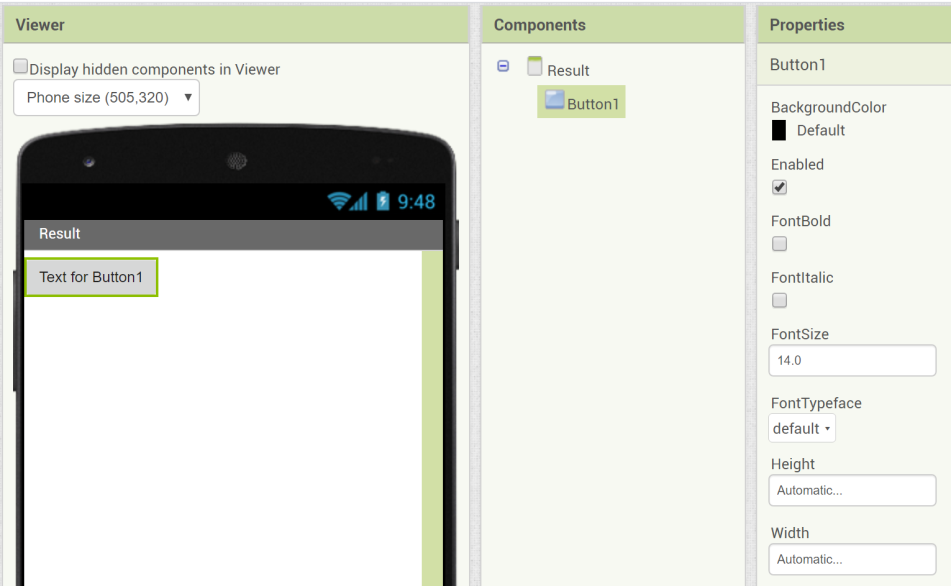 Viewer
Display hidden components in Viewer
Phone size (505,320)
9:48
Result
Text for Button1
Components
Result
Button1
Properties
Button1
BackgroundColor
Default
Enabled
FontBold
FontItalic
FontSize
14.0
FontTypeface
default
Height
Automatic...
Width
Automatic...